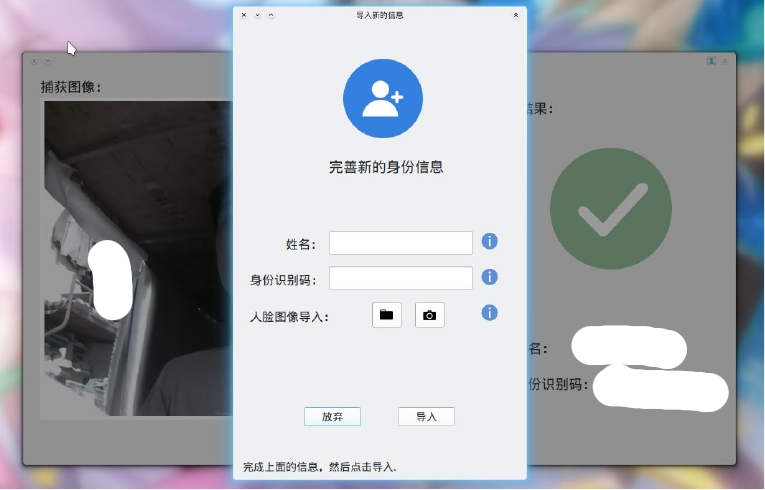 导入新的信息
捕获图像:
结果:
完善新的身份信息
姓名:
身份识别码:
人脸图像导入:
名:
份识别码:
放弃
导入
完成上面的信息，然后点击导入.